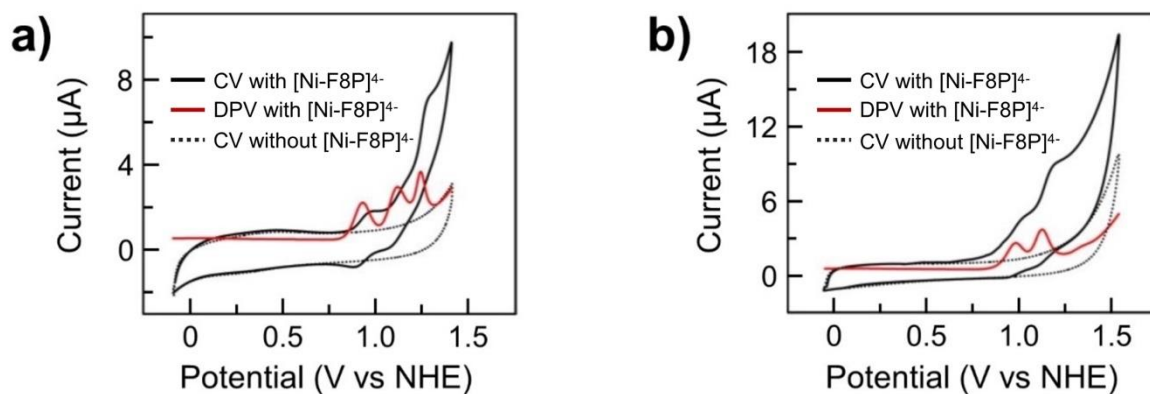 a)
8
4
0
Current (μA)
CV with [Ni-F8P]⁴⁻
DPV with [Ni-F8P]⁴⁻
CV without [Ni-F8P]⁴⁻
0 0.5 1.0 1.5
Potential (V vs NHE)
b)
18
12
6
0
Current (μA)
CV with [Ni-F8P]⁴⁻
DPV with [Ni-F8P]⁴⁻
CV without [Ni-F8P]⁴⁻
0 0.5 1.0 1.5
Potential (V vs NHE)